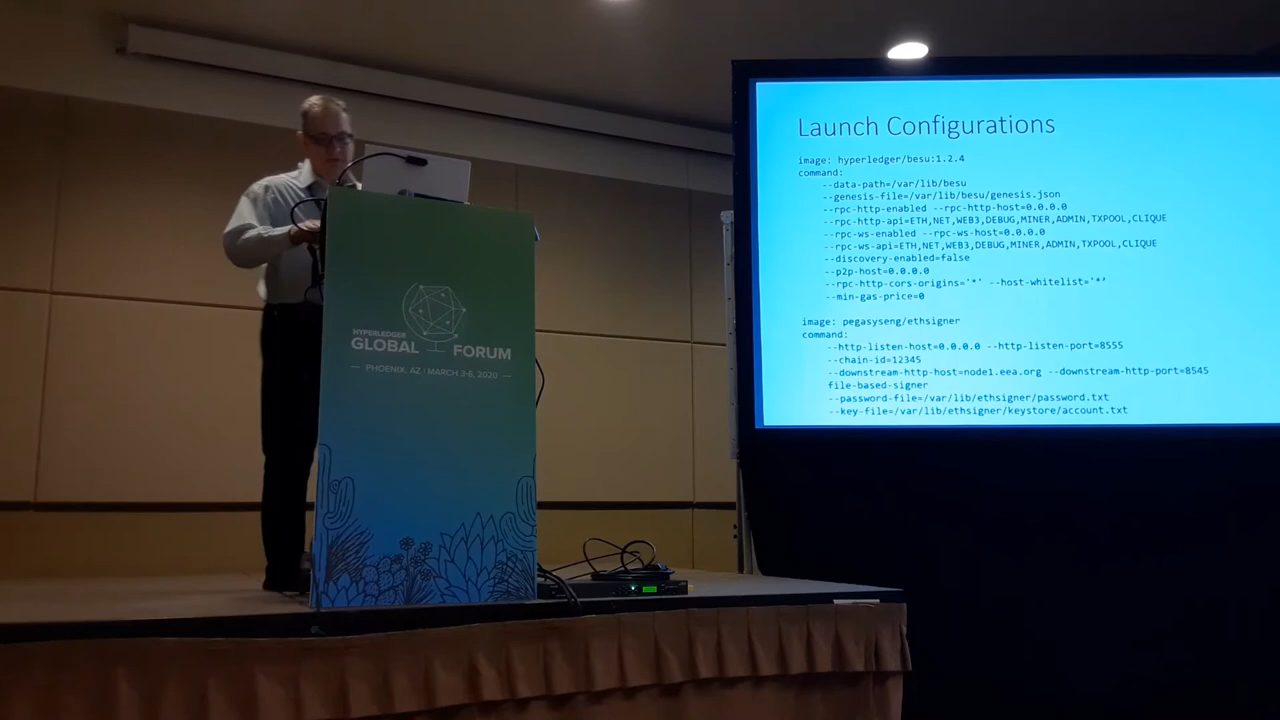 Launch Configurations
image: hyperledger/besu:1.2.4
command:
--data-path=/var/lib/besu
--genesis-file=/var/lib/besu/genesis.json
--rpc-http-enabled --rpc-http-host=0.0.0.0
--rpc-http-api=ETH,NET,WEB3,DEBUG,MINER,ADMIN,TXPOOL,CLIQUE
--rpc-ws-enabled --rpc-ws-host=0.0.0.0
--rpc-ws-api=ETH,NET,WEB3,DEBUG,MINER,ADMIN,TXPOOL,CLIQUE
--discovery-enabled=false
--p2p-host=0.0.0.0
--rpc-http-cors-origins='*' --host-whitelist='*'
--min-gas-price=0
image: pegasyseng/ethsigner
command:
--http-listen-host=0.0.0.0 --http-listen-port=8555
--chain-id=12345
--downstream-http-host=node1.eea.org --downstream-http-port=8545
file-based-signer
--password-file=/var/lib/ethsigner/password.txt
--key-file=/var/lib/ethsigner/keystore/account.txt
HYPERLEDGER
GLOBAL FORUM
PHOENIX, AZ | MARCH 3-6, 2020